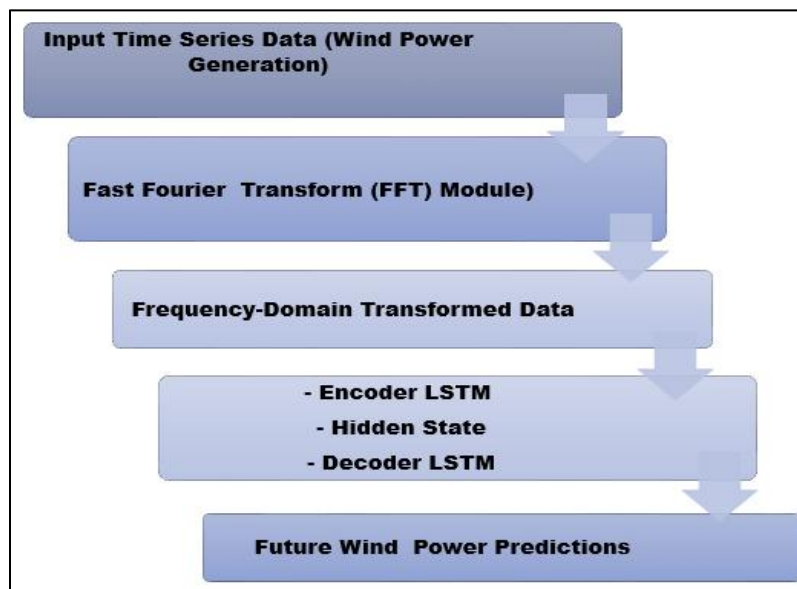 Input Time Series Data (Wind Power
Generation)
Fast Fourier Transform (FFT) Module)
Frequency-Domain Transformed Data
- Encoder LSTM
- Hidden State
- Decoder LSTM
Future Wind Power Predictions